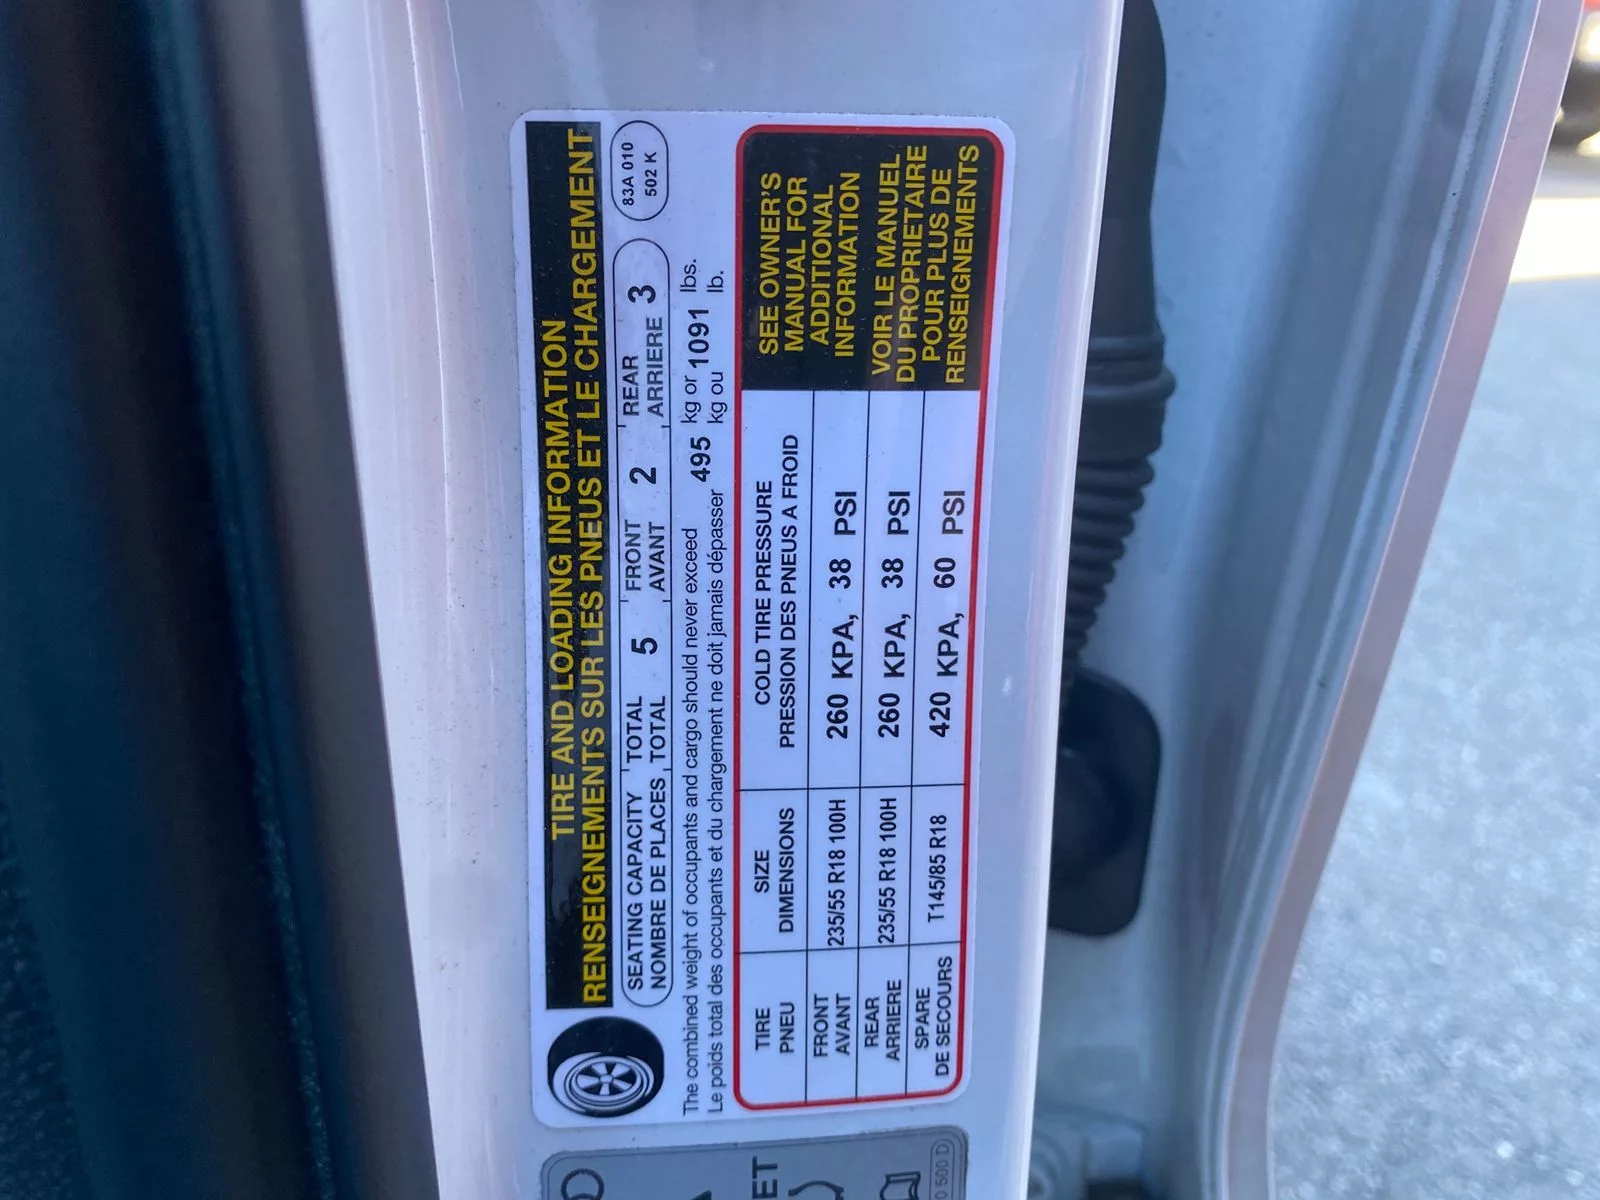 TIRE AND LOADING INFORMATION
RENSEIGNEMENTS SUR LES PNEUS ET LE CHARGEMENT
SEATING CAPACITY TOTAL 5 FRONT 2 REAR 3
NOMBRE DE PLACES TOTAL AVANT ARRIERE
83A 010
502 K
The combined weight of occupants and cargo should never exceed 495 kg or 1091 lbs.
Le poids total des occupants et du chargement ne doit jamais dépasser kg ou lb.
TIRE SIZE COLD TIRE PRESSURE
PNEU DIMENSIONS PRESSION DES PNEUS A FROID
FRONT
AVANT 235/55 R18 100H 260 KPA, 38 PSI
REAR
ARRIERE 235/55 R18 100H 260 KPA, 38 PSI
SPARE
DE SECOURS T145/85 R18 420 KPA, 60 PSI
SEE OWNER'S
MANUAL FOR
ADDITIONAL
INFORMATION
VOIR LE MANUEL
DU PROPRIETAIRE
POUR PLUS DE
RENSEIGNEMENTS
0 500 D